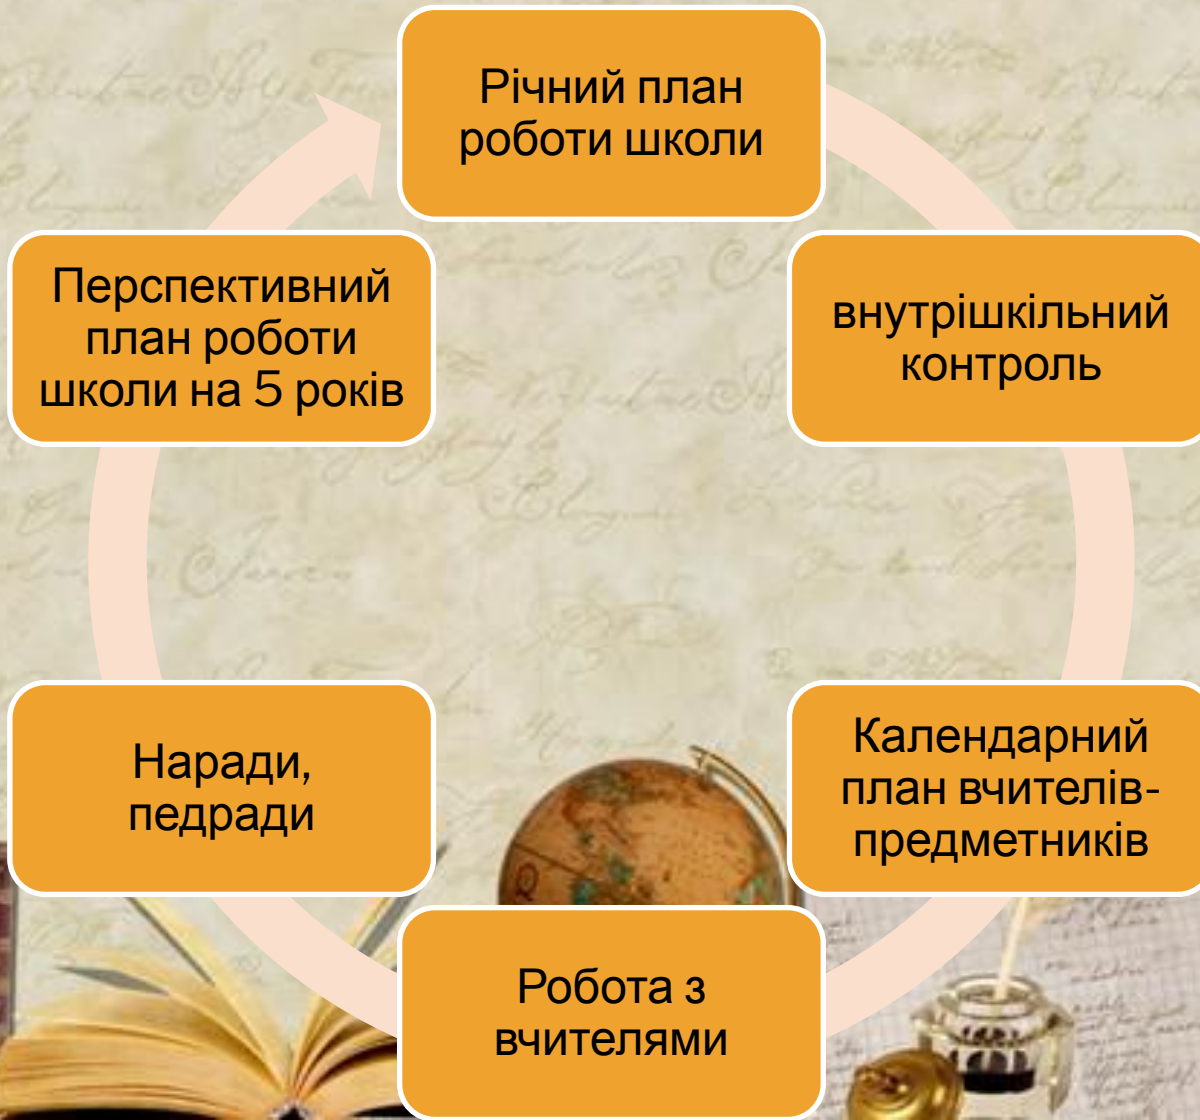 Річний план
роботи школи
внутрішкільний
контроль
Календарний
план вчителів-
предметників
Робота з
вчителями
Наради,
педради
Перспективний
план роботи
школи на 5 років